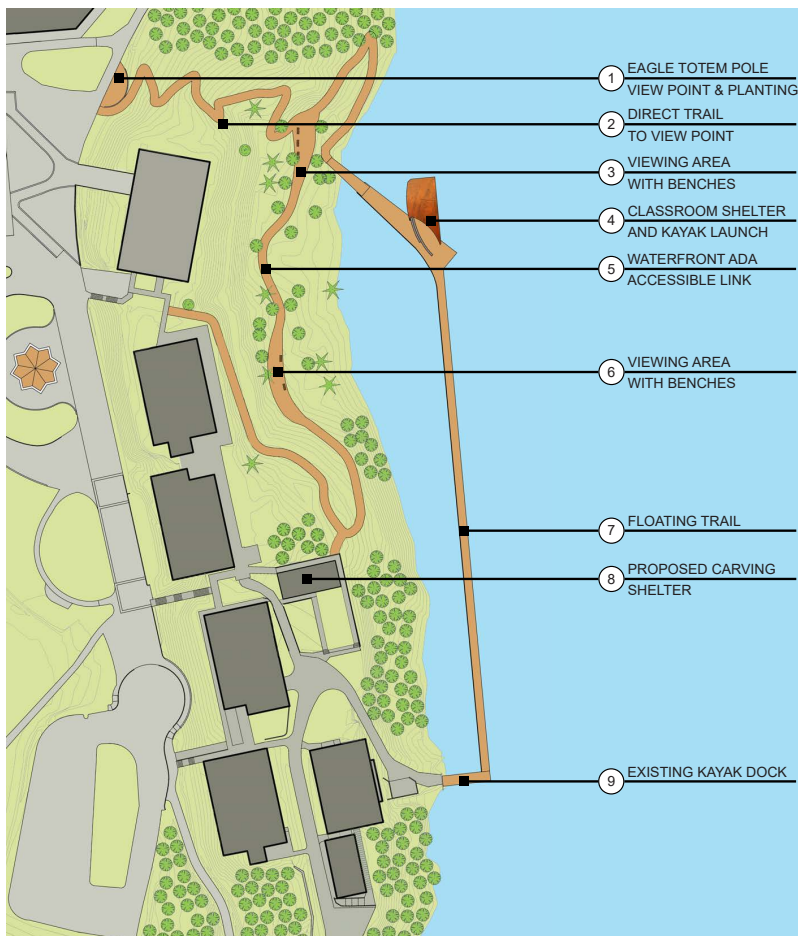 1 EAGLE TOTEM POLE
VIEW POINT & PLANTING
2 DIRECT TRAIL
TO VIEW POINT
3 VIEWING AREA
WITH BENCHES
4 CLASSROOM SHELTER
AND KAYAK LAUNCH
5 WATERFRONT ADA
ACCESSIBLE LINK
6 VIEWING AREA
WITH BENCHES
7 FLOATING TRAIL
8 PROPOSED CARVING
SHELTER
9 EXISTING KAYAK DOCK